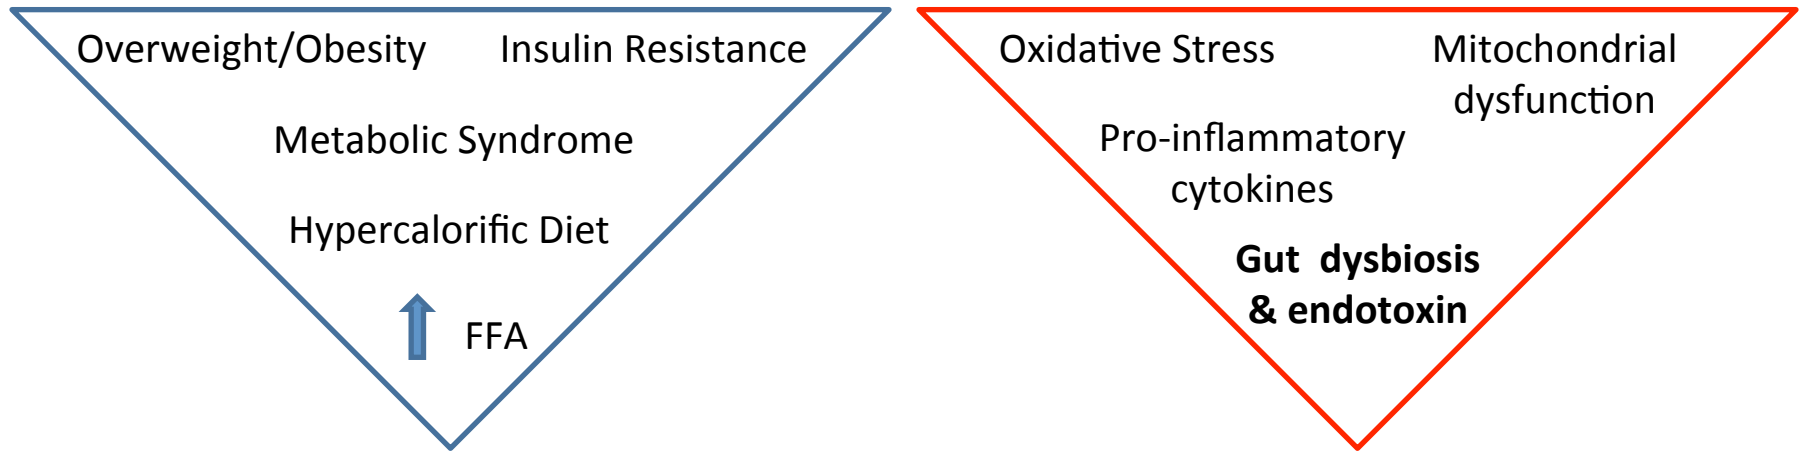 Overweight/Obesity
Insulin Resistance
Metabolic Syndrome
Hypercalorific Diet
FFA
Oxidative Stress
Mitochondrial
dysfunction
Pro-inflammatory
cytokines
Gut dysbiosis
& endotoxin